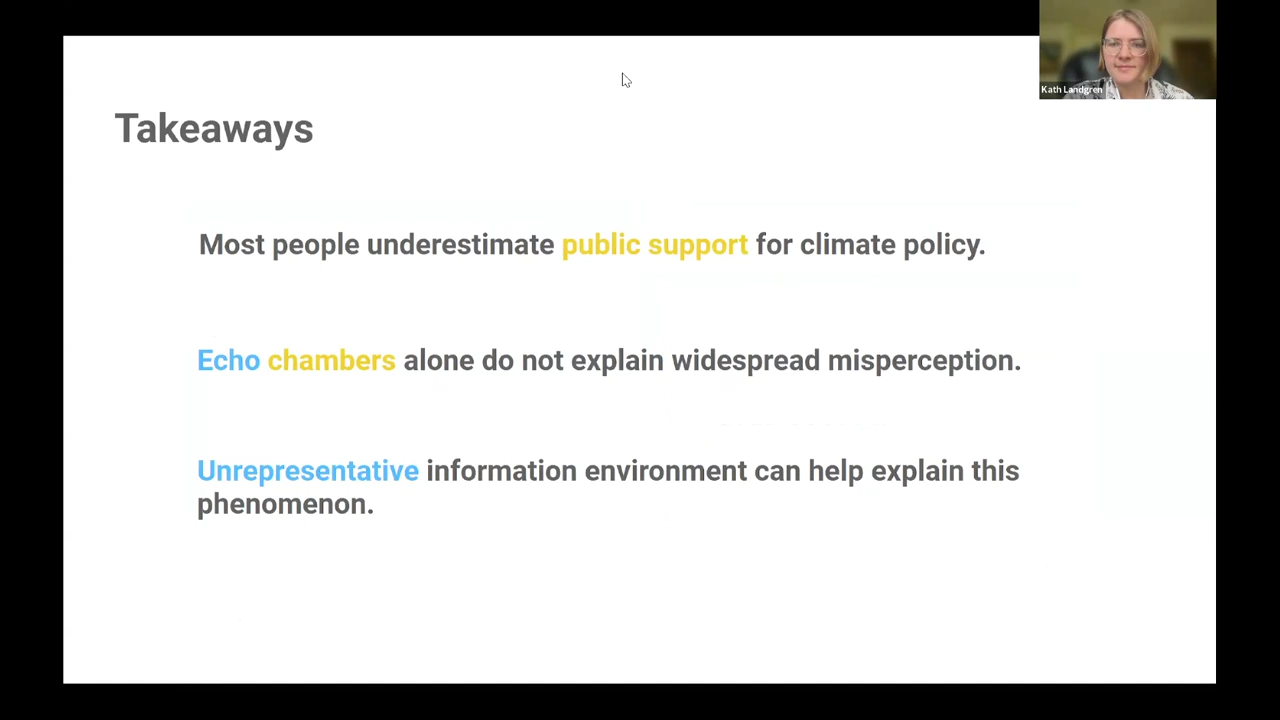 Kath Landgren
Takeaways
Most people underestimate public support for climate policy.
Echo chambers alone do not explain widespread misperception.
Unrepresentative information environment can help explain this
phenomenon.